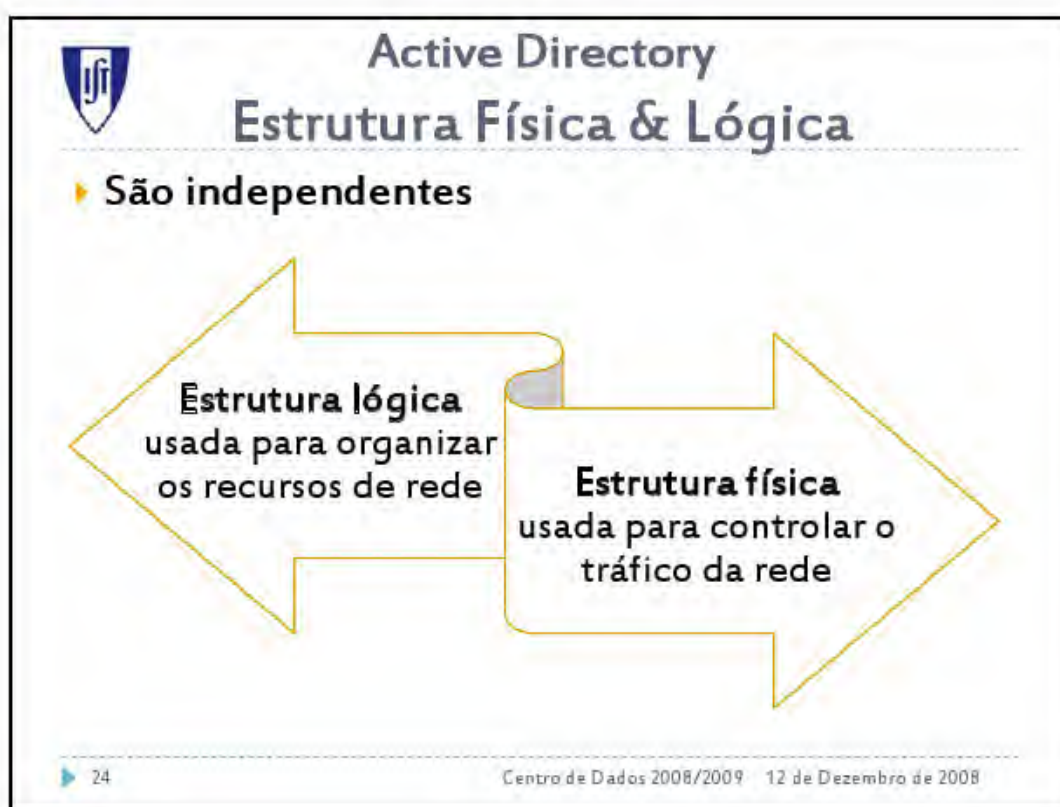 IST
Active Directory
Estrutura Física & Lógica
São independentes
Estrutura lógica
usada para organizar
os recursos de rede
Estrutura física
usada para controlar o
tráfico da rede
24
Centro de Dados 2008/2009 12 de Dezembro de 2008